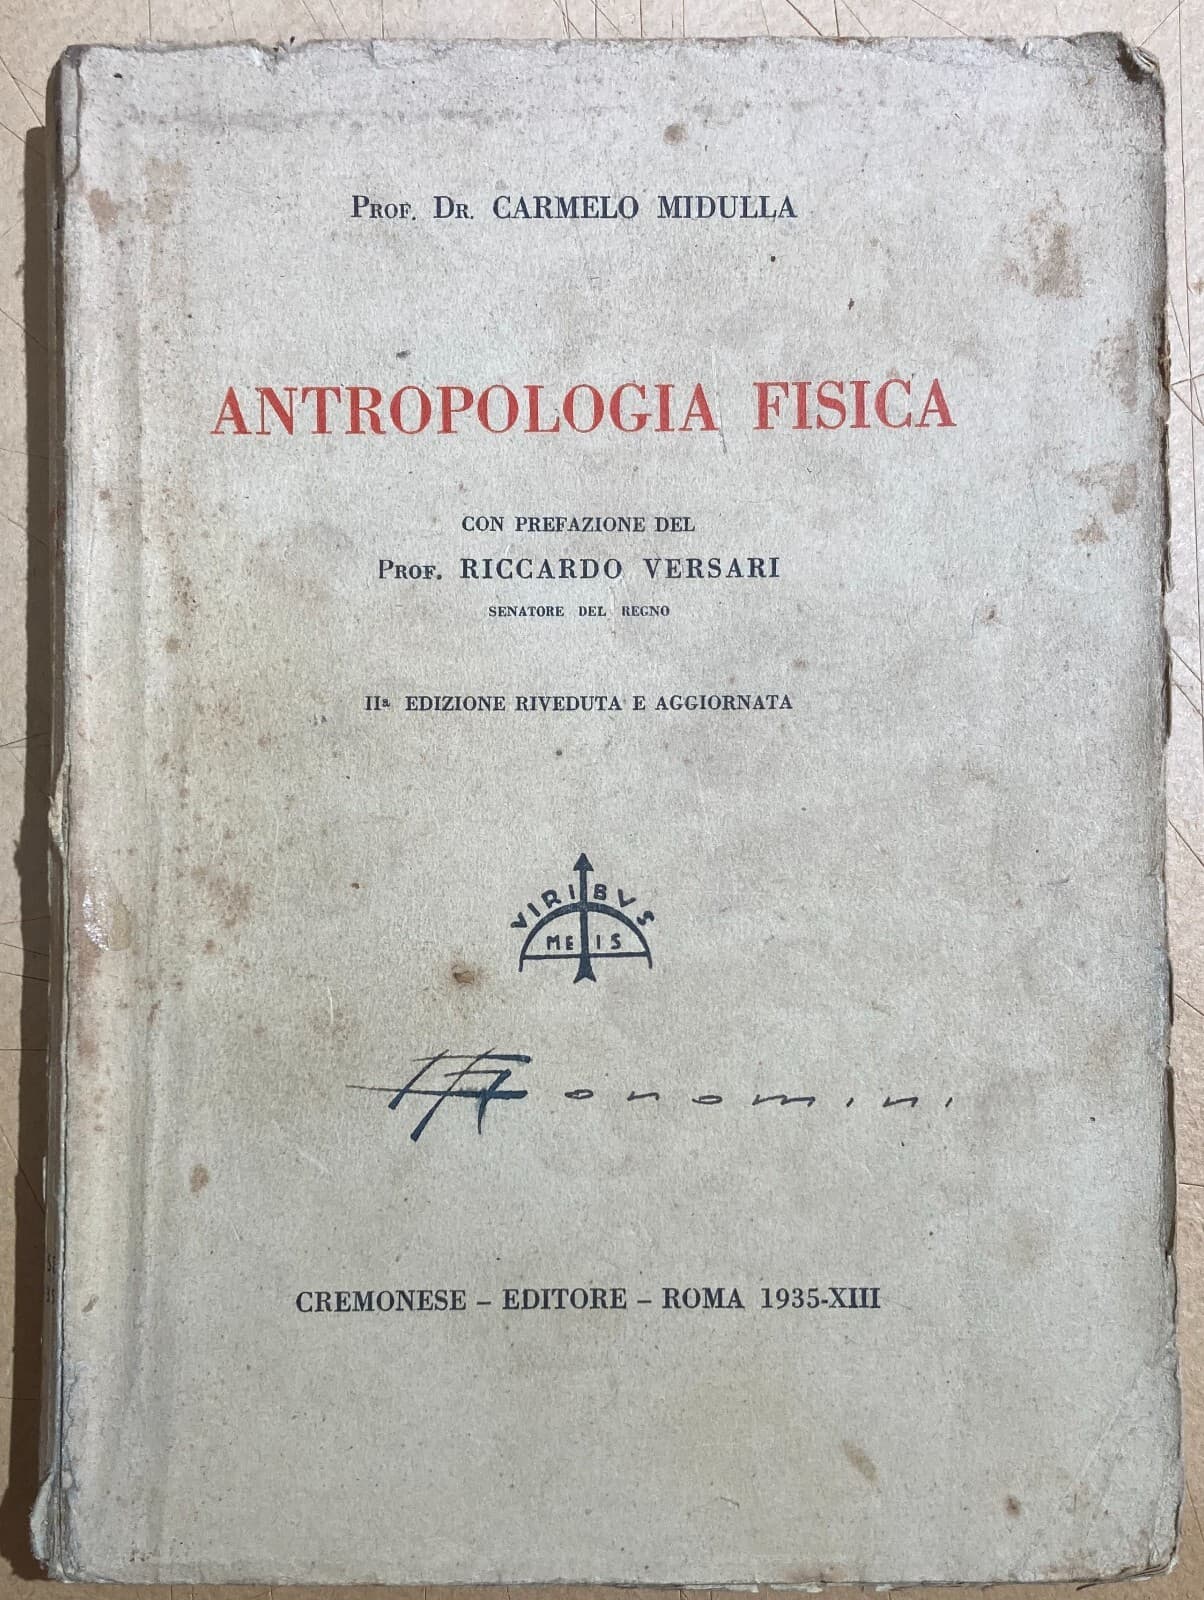 Prof. Dr. CARMELO MIDULLA
ANTROPOLOGIA FISICA
CON PREFAZIONE DEL
Prof. RICCARDO VERSARI
SENATORE DEL REGNO
IIª EDIZIONE RIVEDUTA E AGGIORNATA
VIRIBVS
MEIS
CREMONESE – EDITORE – ROMA 1935-XIII